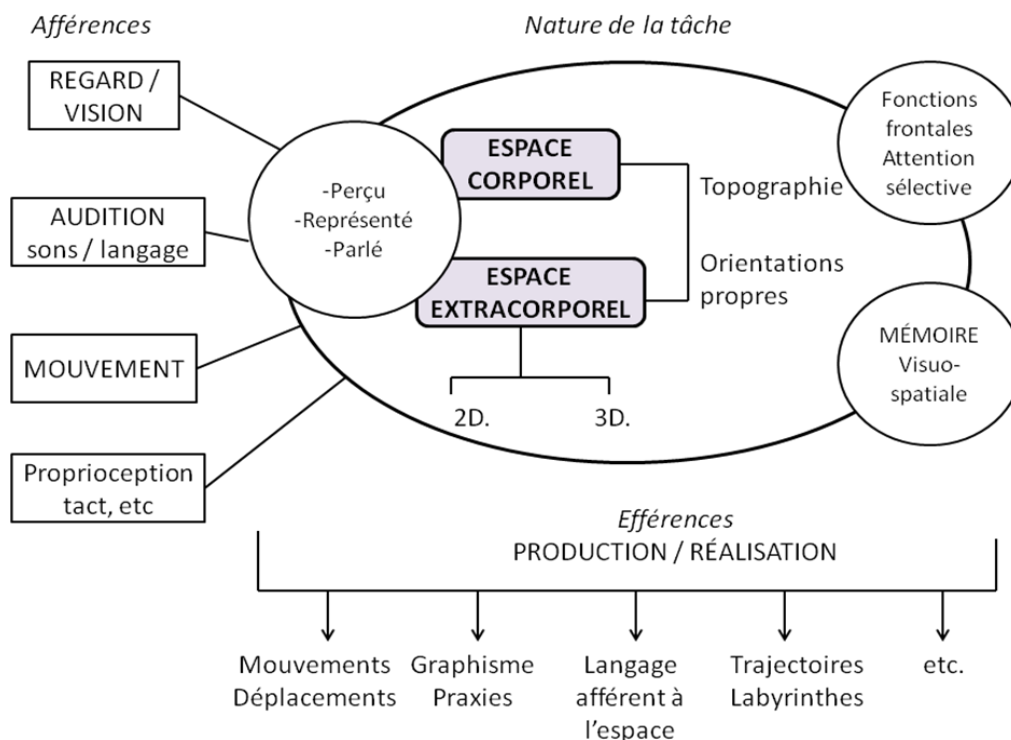 Afférences
Nature de la tâche
REGARD /
VISION
AUDITION
sons / langage
MOUVEMENT
Proprioception
tact, etc
-Perçu
-Représenté
-Parlé
ESPACE
CORPOREL
ESPACE
EXTRACORPOREL
2D.
3D.
Topographie
Orientations
propres
Fonctions
frontales
Attention
sélective
MÉMOIRE
Visuo-
spatiale
Efférences
PRODUCTION / RÉALISATION
Mouvements
Déplacements
Graphisme
Praxies
Langage
afférent à
l’espace
Trajectoires
Labyrinthes
etc.